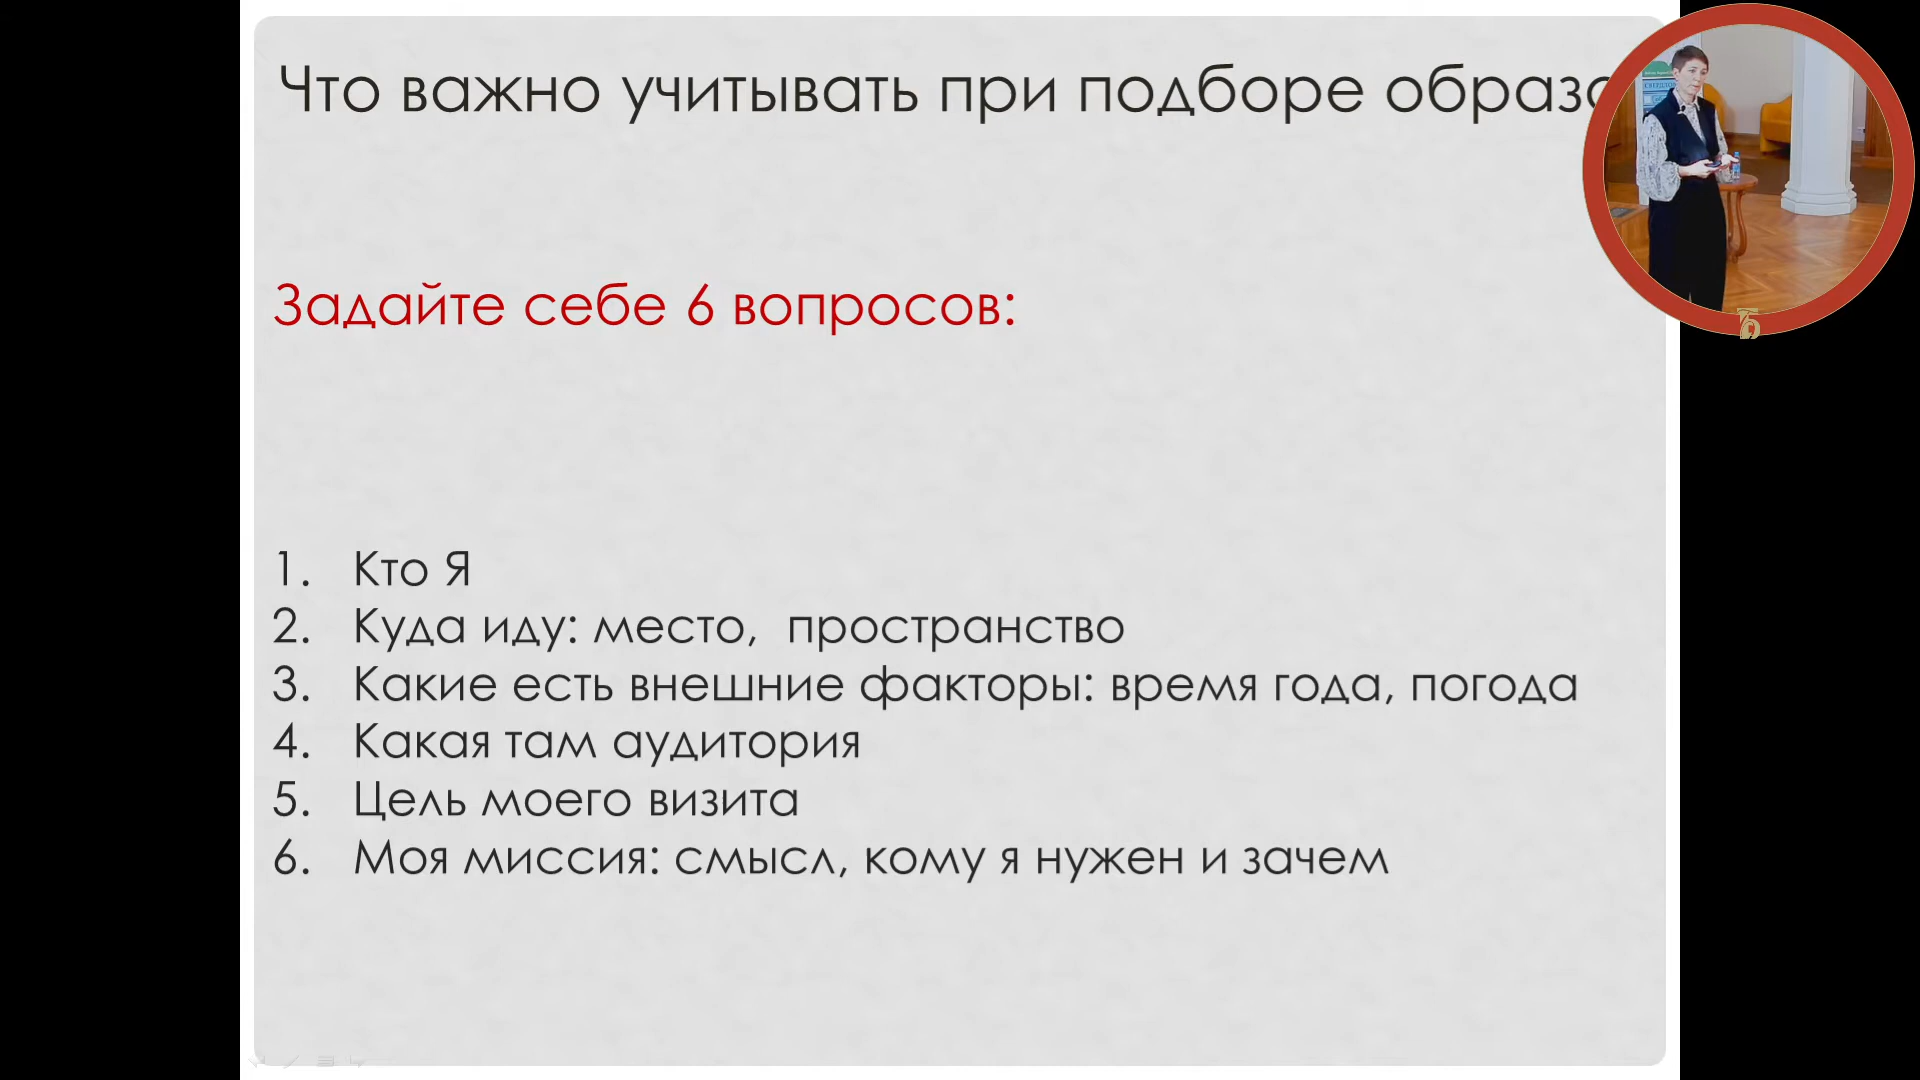 Что важно учитывать при подборе образа
Задайте себе 6 вопросов:
1. Кто Я
2. Куда иду: место, пространство
3. Какие есть внешние факторы: время года, погода
4. Какая там аудитория
5. Цель моего визита
6. Моя миссия: смысл, кому я нужен и зачем